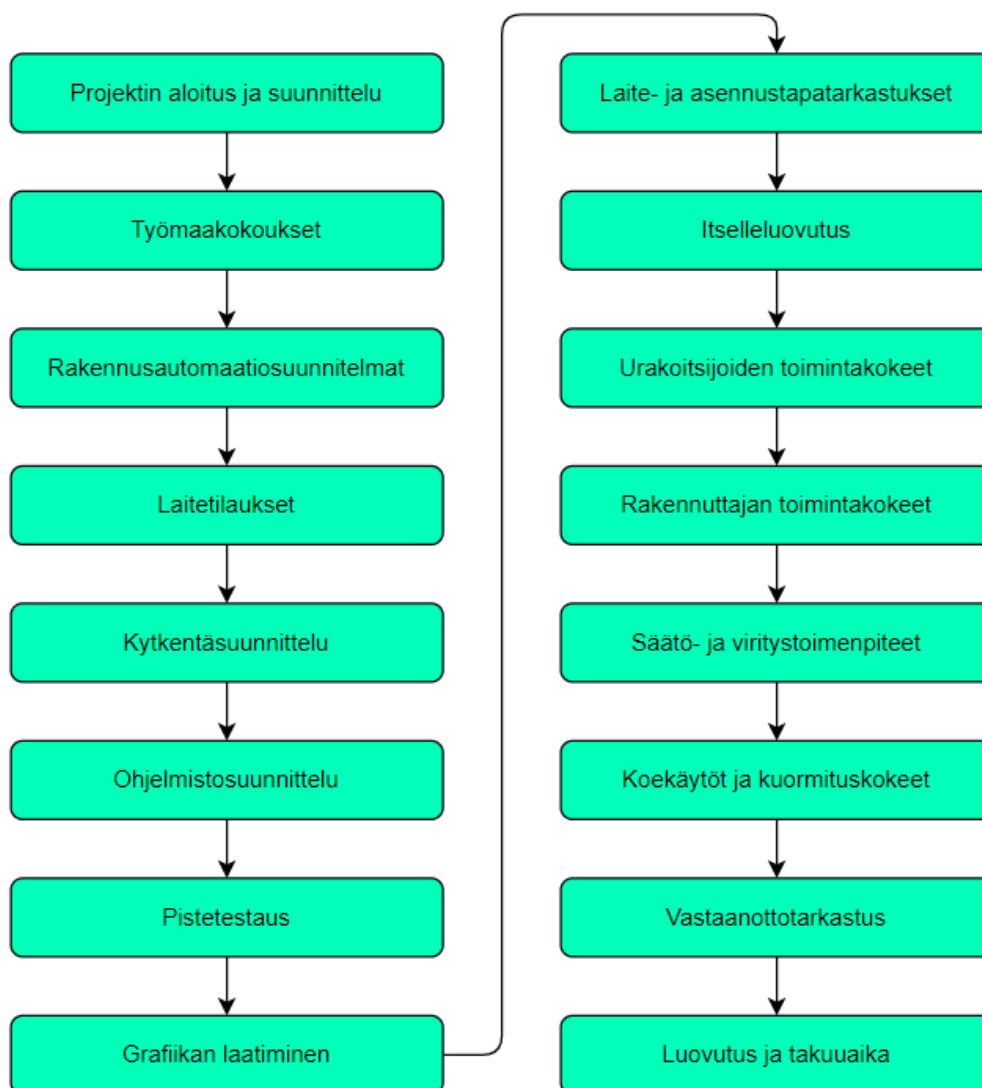 Projektin aloitus ja suunnittelu
Työmaakokoukset
Rakennusautomaatiosuunnitelmat
Laitetilaukset
Kytkentäsuunnittelu
Ohjelmistosuunnittelu
Pistetestaus
Grafiikan laatiminen
Laite- ja asennustapatarkastukset
Itselleluovutus
Urakoitsijoiden toimintakokeet
Rakennuttajan toimintakokeet
Säätö- ja viritystoimenpiteet
Koekäytöt ja kuormituskokeet
Vastaanottotarkastus
Luovutus ja takuuaika